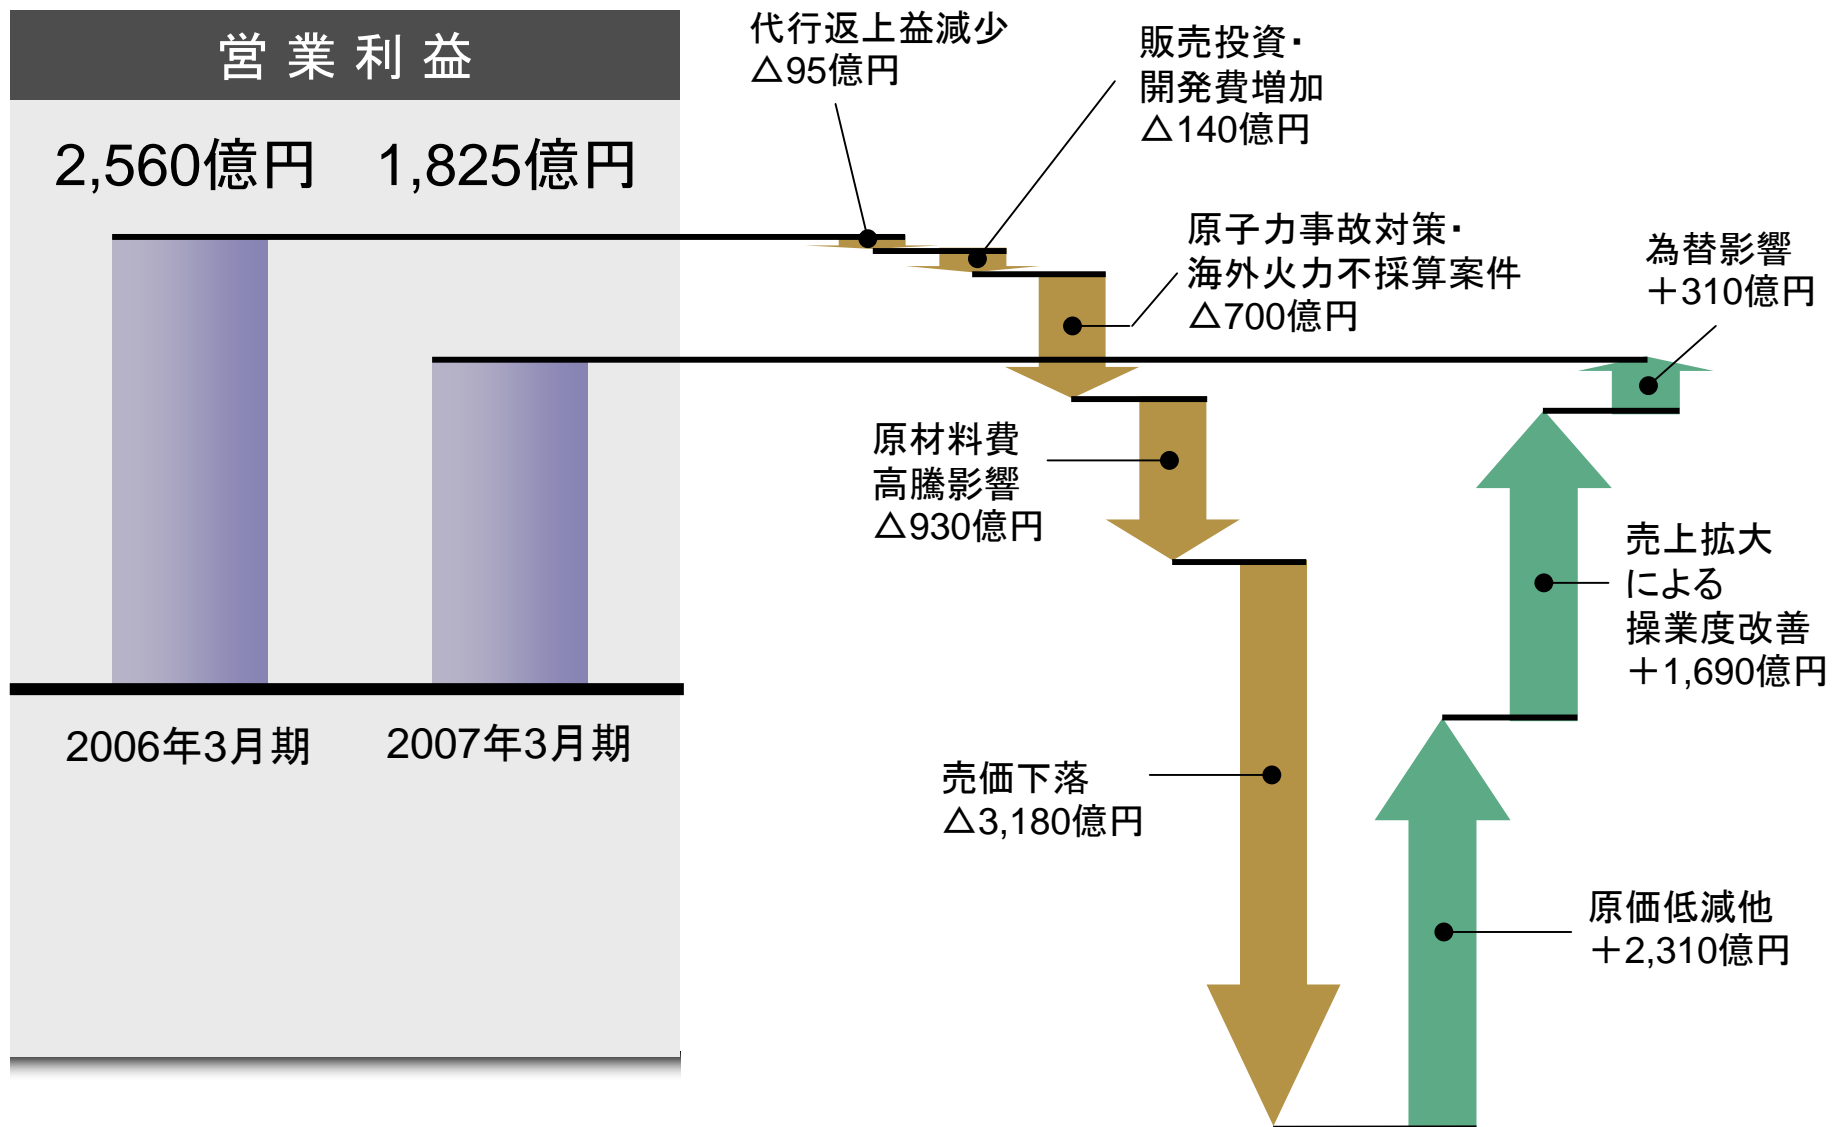 営業利益
2,560億円 1,825億円
2006年3月期 2007年3月期
代行返上益減少
△95億円
販売投資・
開発費増加
△140億円
原子力事故対策・
海外火力不採算案件
△700億円
原材料費
高騰影響
△930億円
売価下落
△3,180億円
原価低減他
＋2,310億円
売上拡大
による
操業度改善
＋1,690億円
為替影響
＋310億円